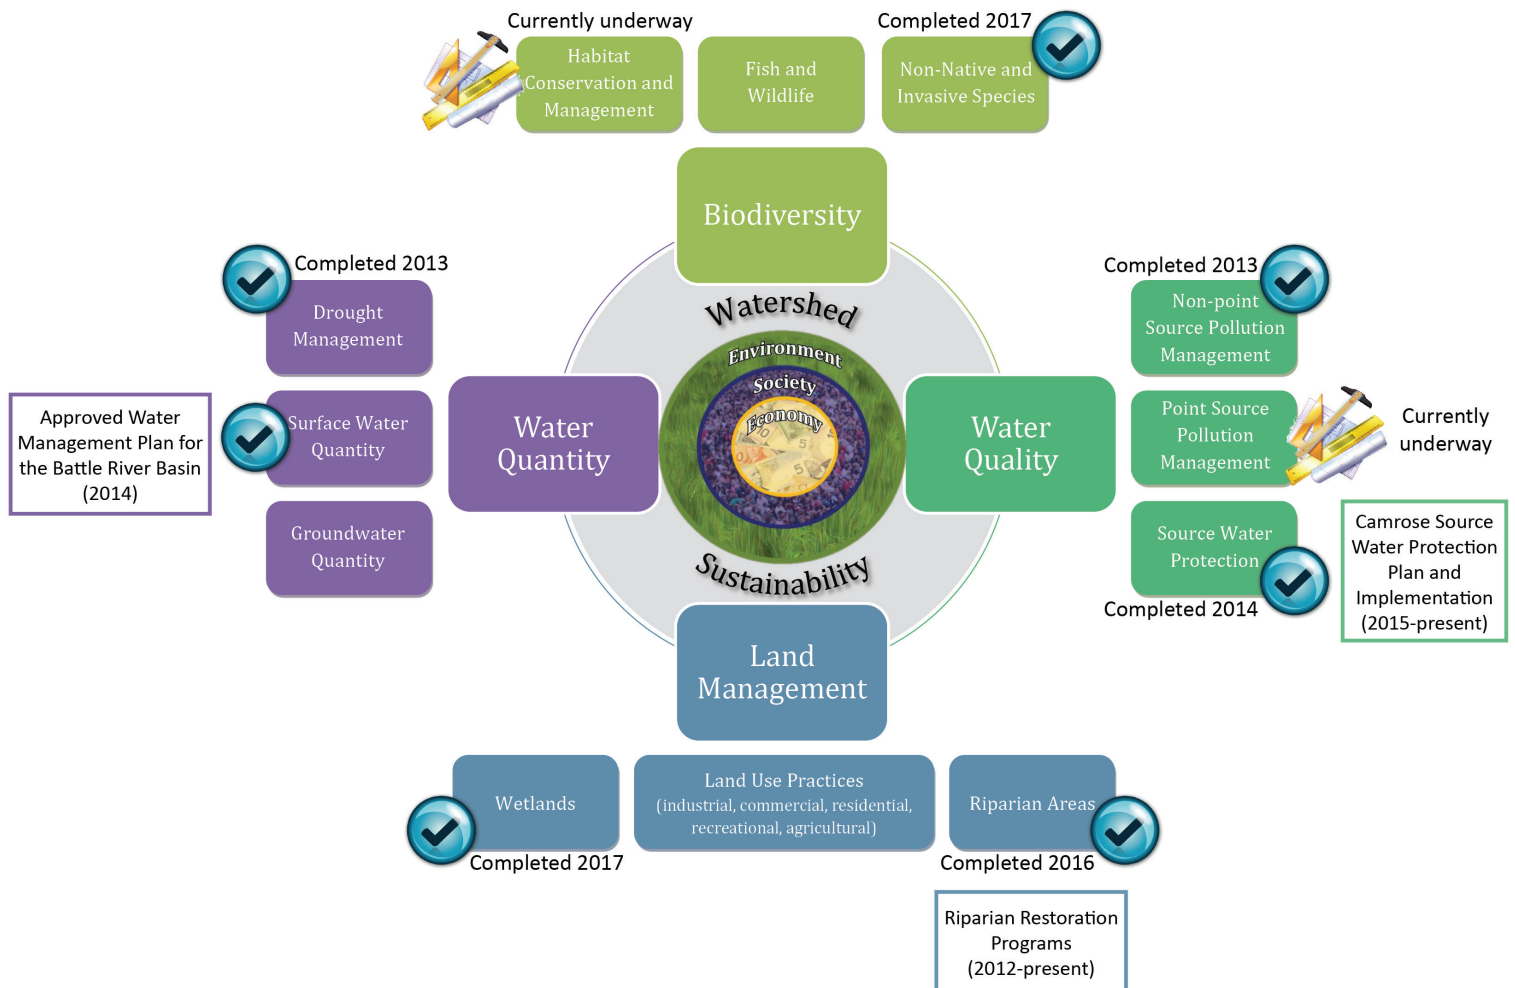 Currently underway
Completed 2017
Habitat
Conservation and
Management
Fish and
Wildlife
Non-Native and
Invasive Species
Biodiversity
Completed 2013
Drought
Management
Surface Water
Quantity
Groundwater
Quantity
Approved Water
Management Plan for
the Battle River Basin
(2014)
Water
Quantity
Watershed
Environment
Society
Economy
Sustainability
Water
Quality
Completed 2013
Non-point
Source Pollution
Management
Point Source
Pollution
Management
Currently
underway
Source Water
Protection
Completed 2014
Camrose Source
Water Protection
Plan and
Implementation
(2015-present)
Land
Management
Wetlands
Completed 2017
Land Use Practices
(industrial, commercial, residential,
recreational, agricultural)
Riparian Areas
Completed 2016
Riparian Restoration
Programs
(2012-present)